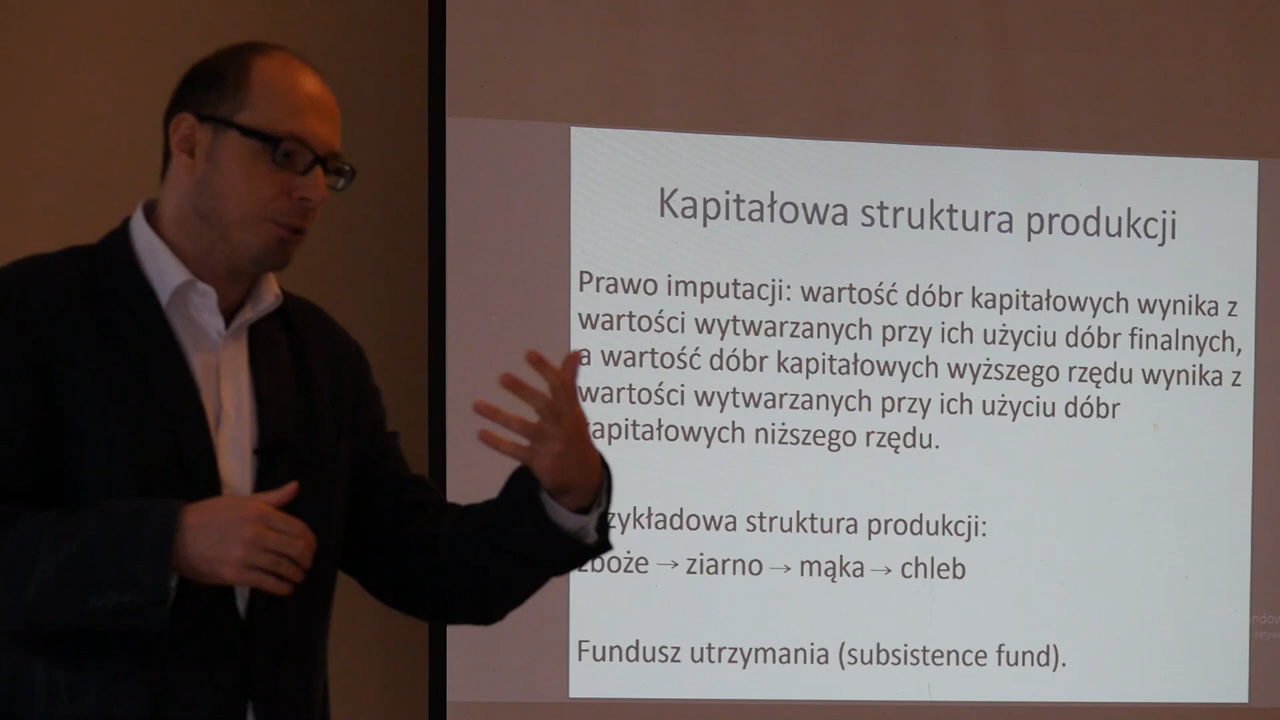 Kapitałowa struktura produkcji
Prawo imputacji: wartość dóbr kapitałowych wynika z
wartości wytwarzanych przy ich użyciu dóbr finalnych,
a wartość dóbr kapitałowych wyższego rzędu wynika z
wartości wytwarzanych przy ich użyciu dóbr
kapitałowych niższego rzędu.
zykładowa struktura produkcji:
zboże → ziarno → mąka → chleb
Fundusz utrzymania (subsistence fund).